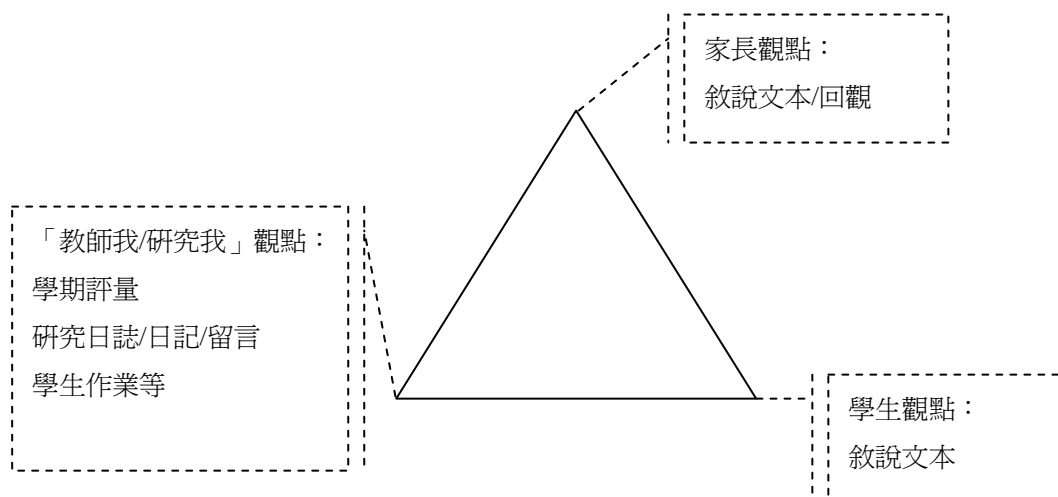 家長觀點：
敘說文本/回觀
「教師我/研究我」觀點：
學期評量
研究日誌/日記/留言
學生作業等
學生觀點：
敘說文本